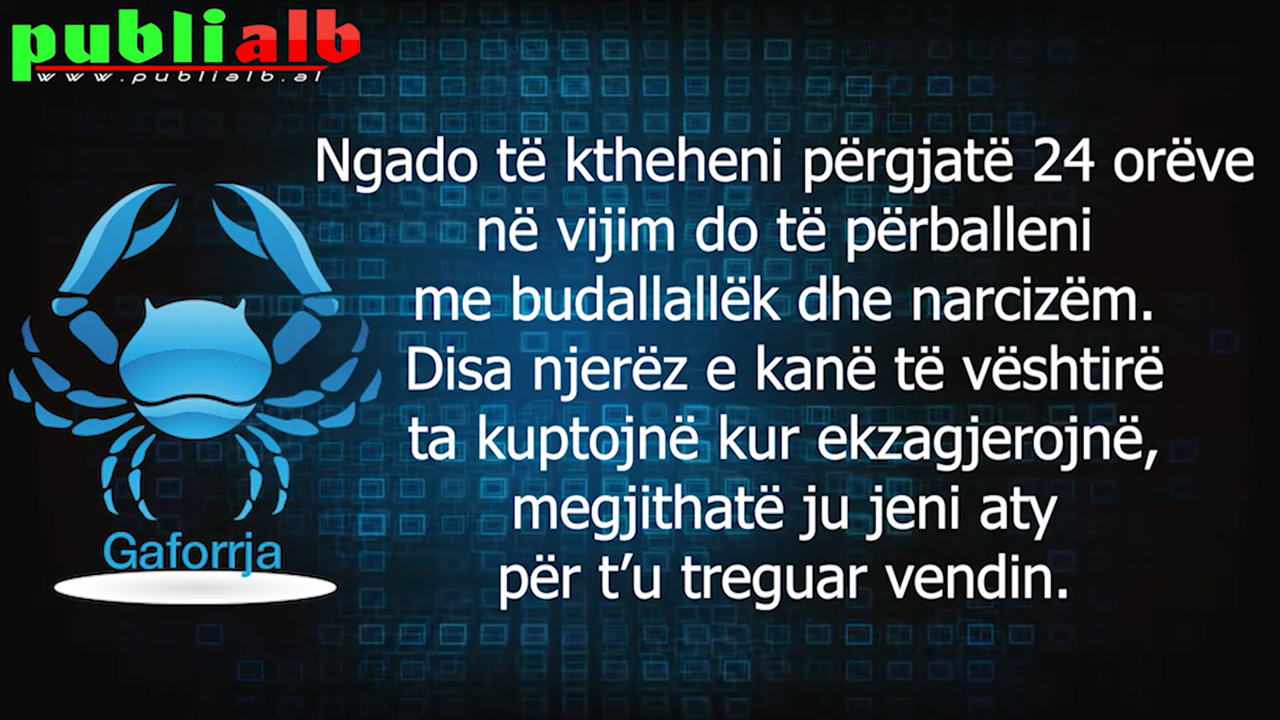 publialb
www.publialb.al
Ngado të ktheheni përgjatë 24 orëve
në vijim do të përballeni
me budallallëk dhe narcizëm.
Disa njerëz e kanë të vështirë
ta kuptojnë kur ekzagjerojnë,
megjithatë ju jeni aty
për t’u treguar vendin.
Gaforrja